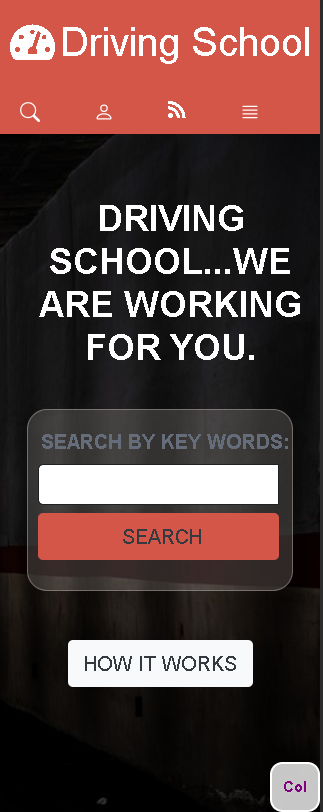 Driving School
DRIVING
SCHOOL...WE
ARE WORKING
FOR YOU.
SEARCH BY KEY WORDS:
SEARCH
HOW IT WORKS
Col